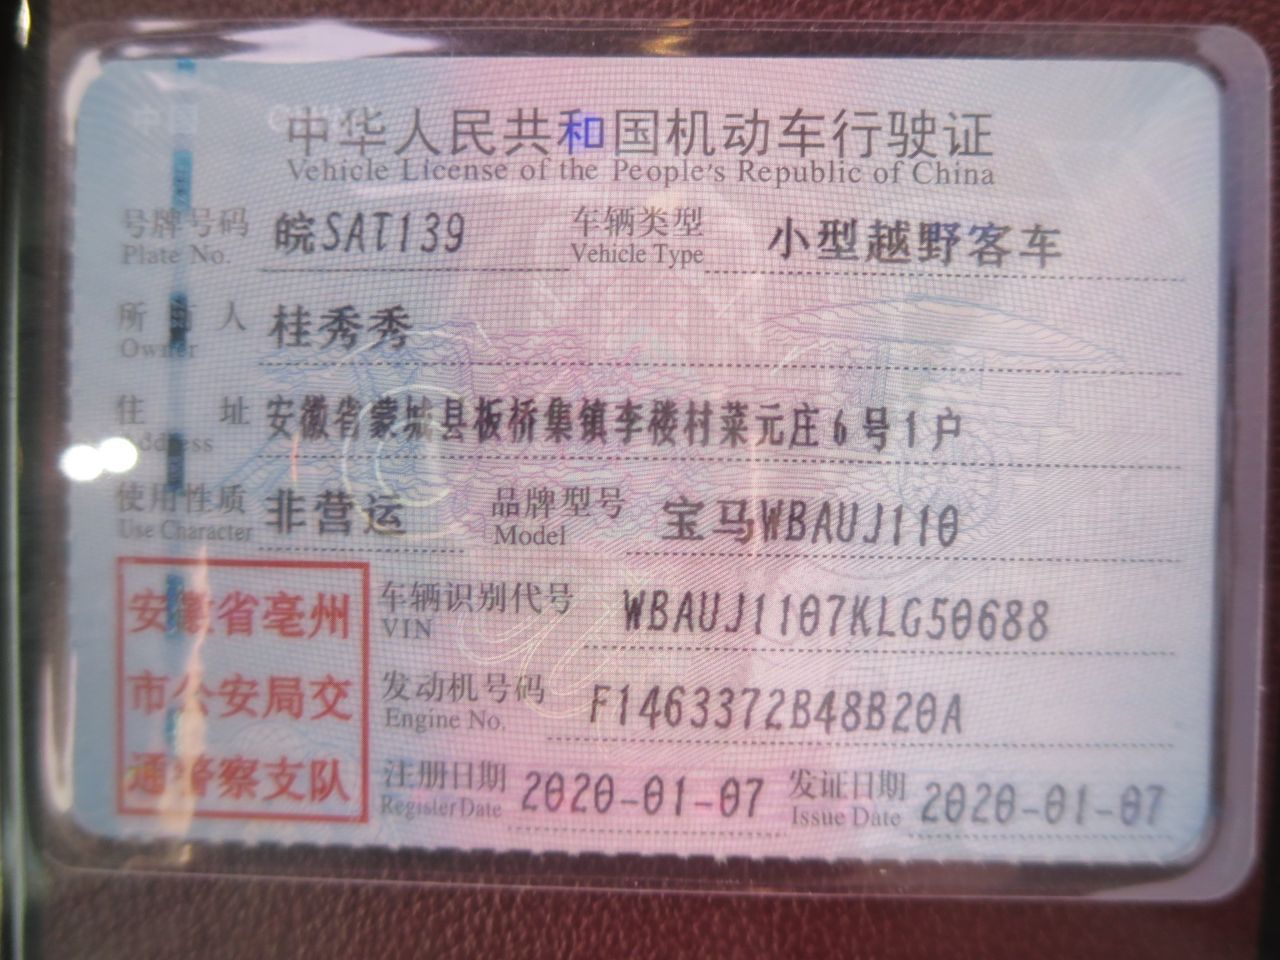 中华人民共和国机动车行驶证
Vehicle License of the People's Republic of China
号牌号码 皖SAT139 车辆类型 小型越野客车
Plate No. Vehicle Type
所有人 桂秀秀
Owner
住址 安徽省蒙城县板桥集镇李楼村菜元庄6号1户
Address
使用性质 非营运 品牌型号 宝马WBAUJ110
Use Character Model
安徽省亳州
市公安局交
通警察支队
车辆识别代号 WBAUJ1107KLG50688
VIN
发动机号码 F1463372B48B20A
Engine No.
注册日期 2020-01-07 发证日期 2020-01-07
Register Date Issue Date